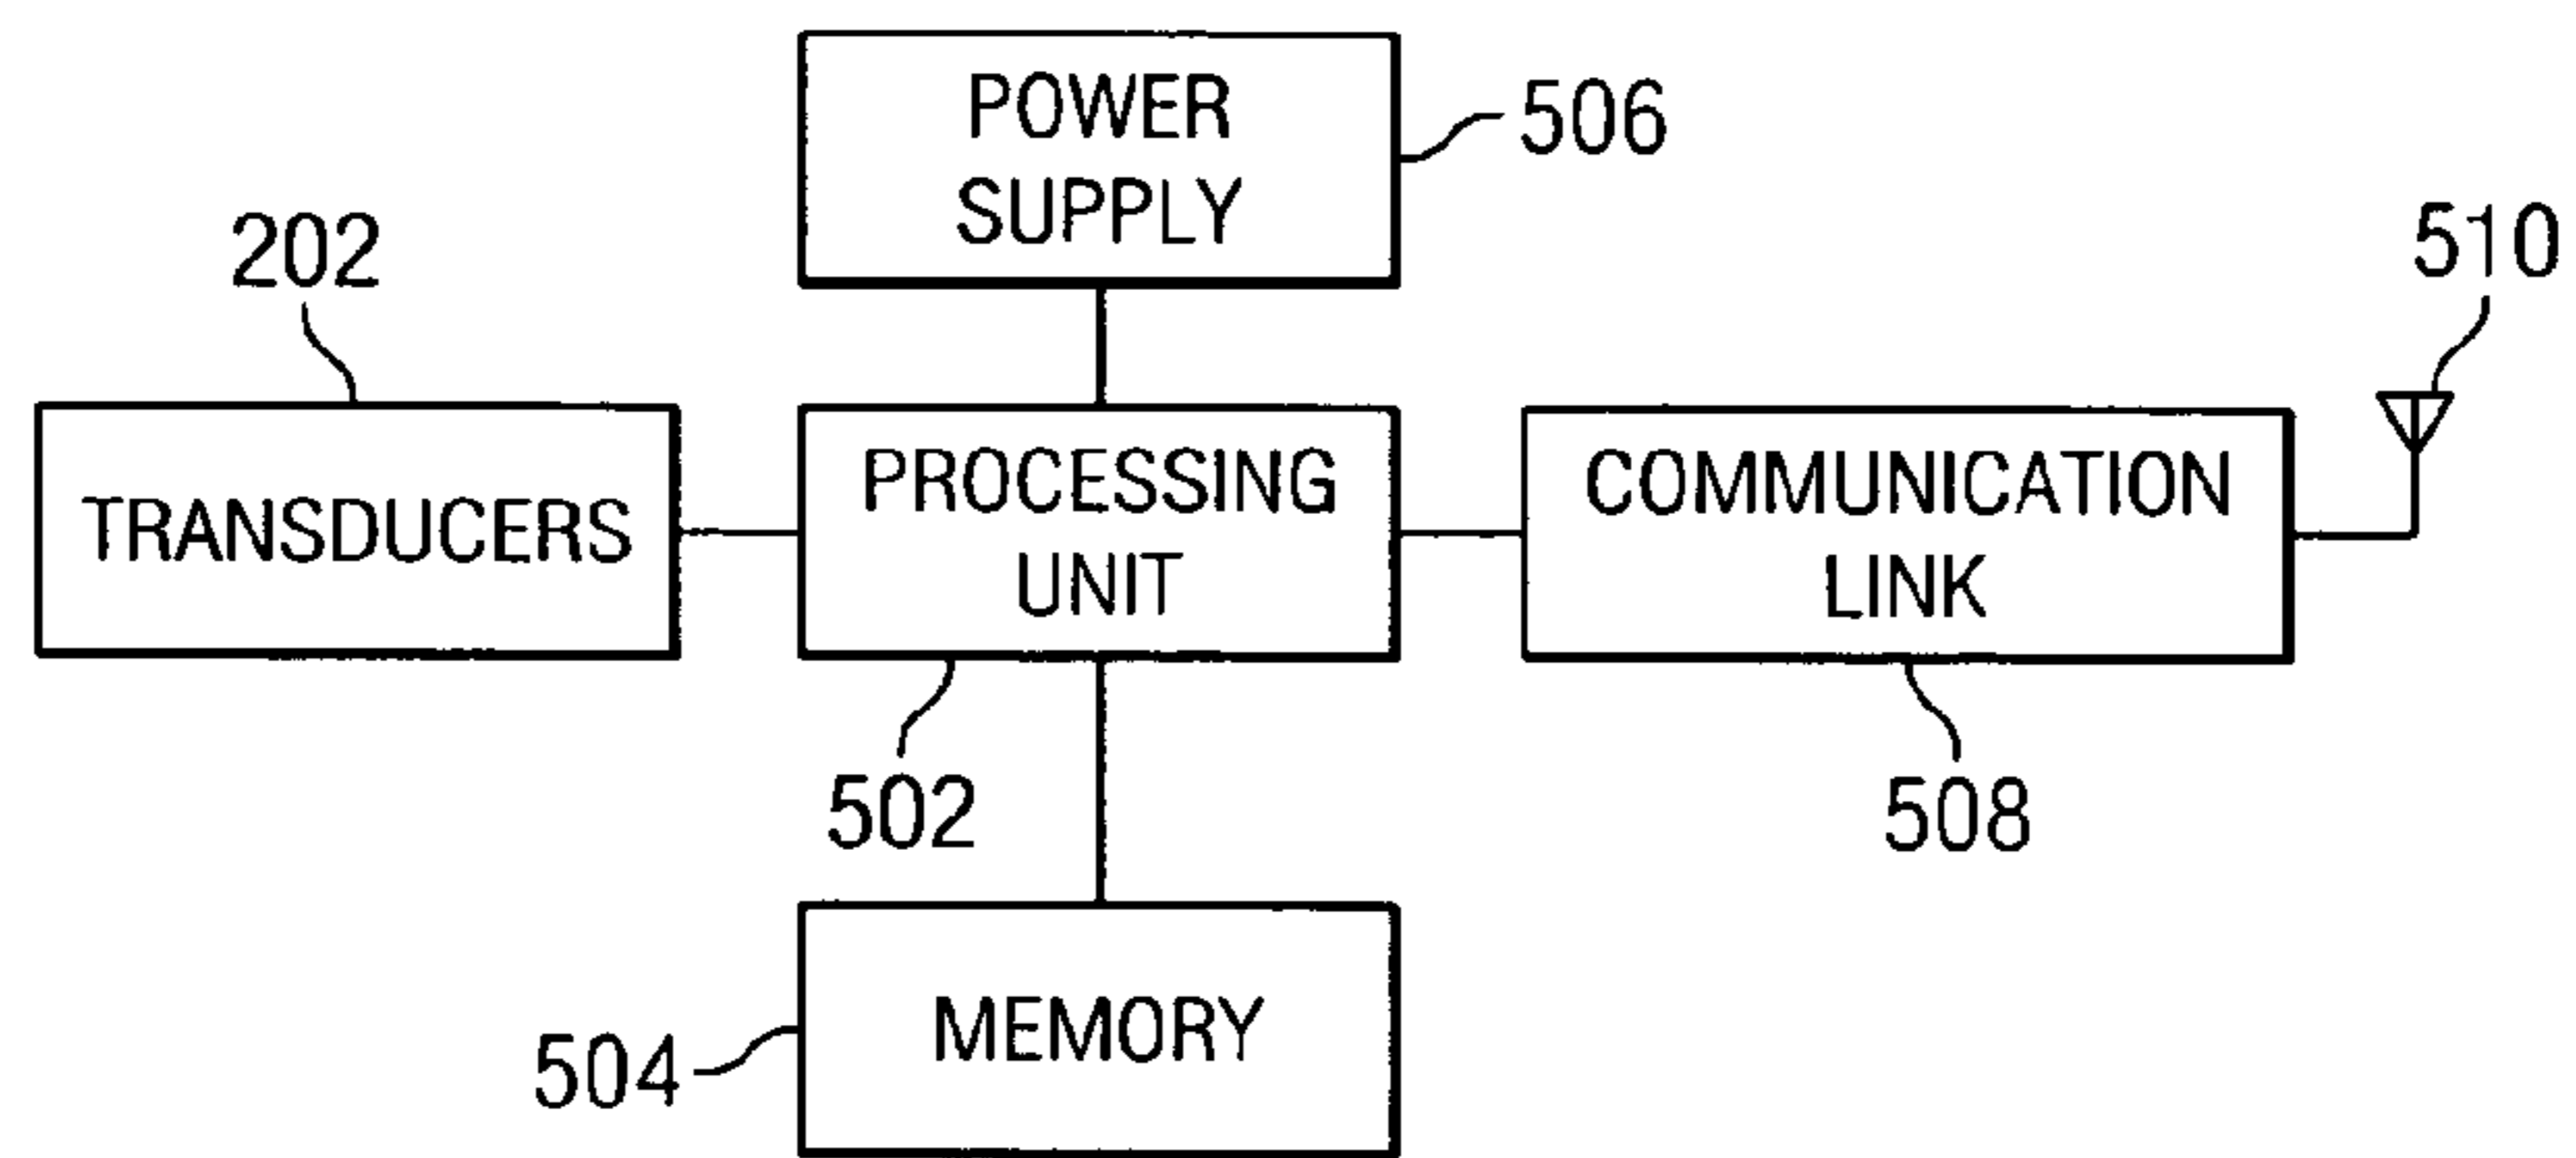 POWER
SUPPLY
506
202
510
TRANSDUCERS
PROCESSING
UNIT
COMMUNICATION
LINK
502
508
MEMORY
504